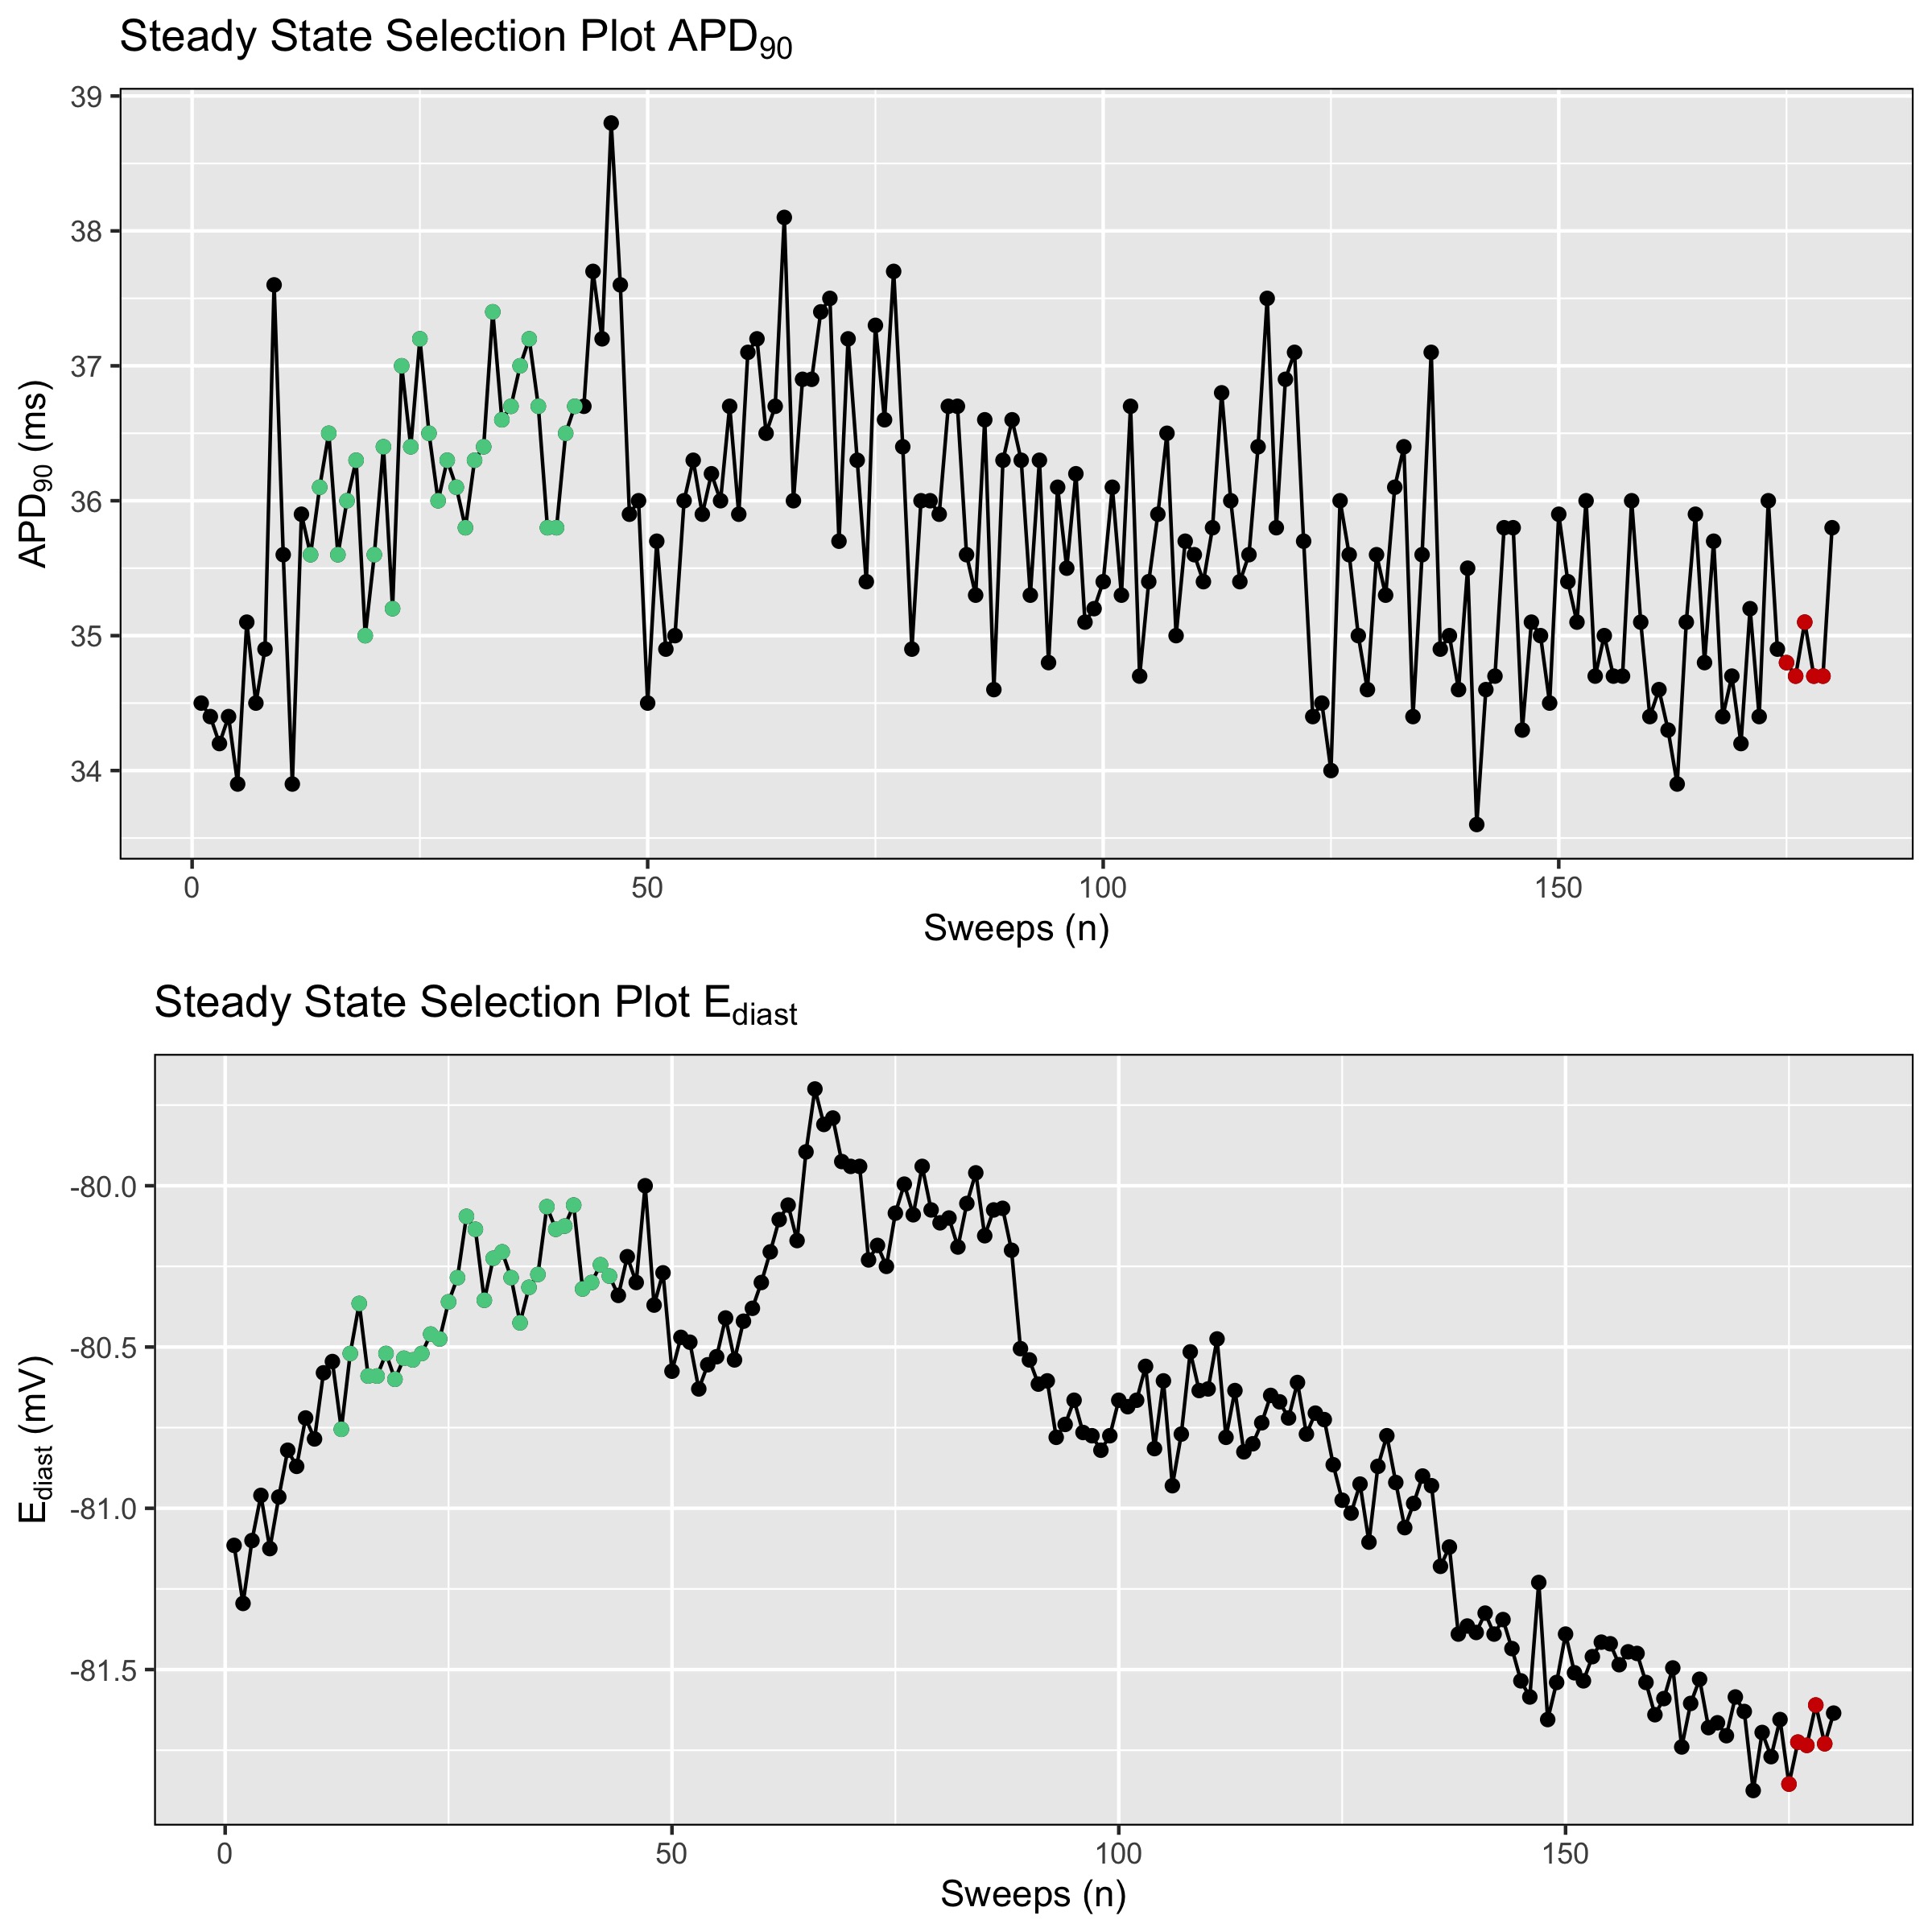 Steady State Selection Plot APD90
39
38
37
36
35
34
APD90 (ms)
0 50 100 150
Sweeps (n)
Steady State Selection Plot Ediast
-80.0
-80.5
-81.0
-81.5
Ediast (mV)
0 50 100 150
Sweeps (n)